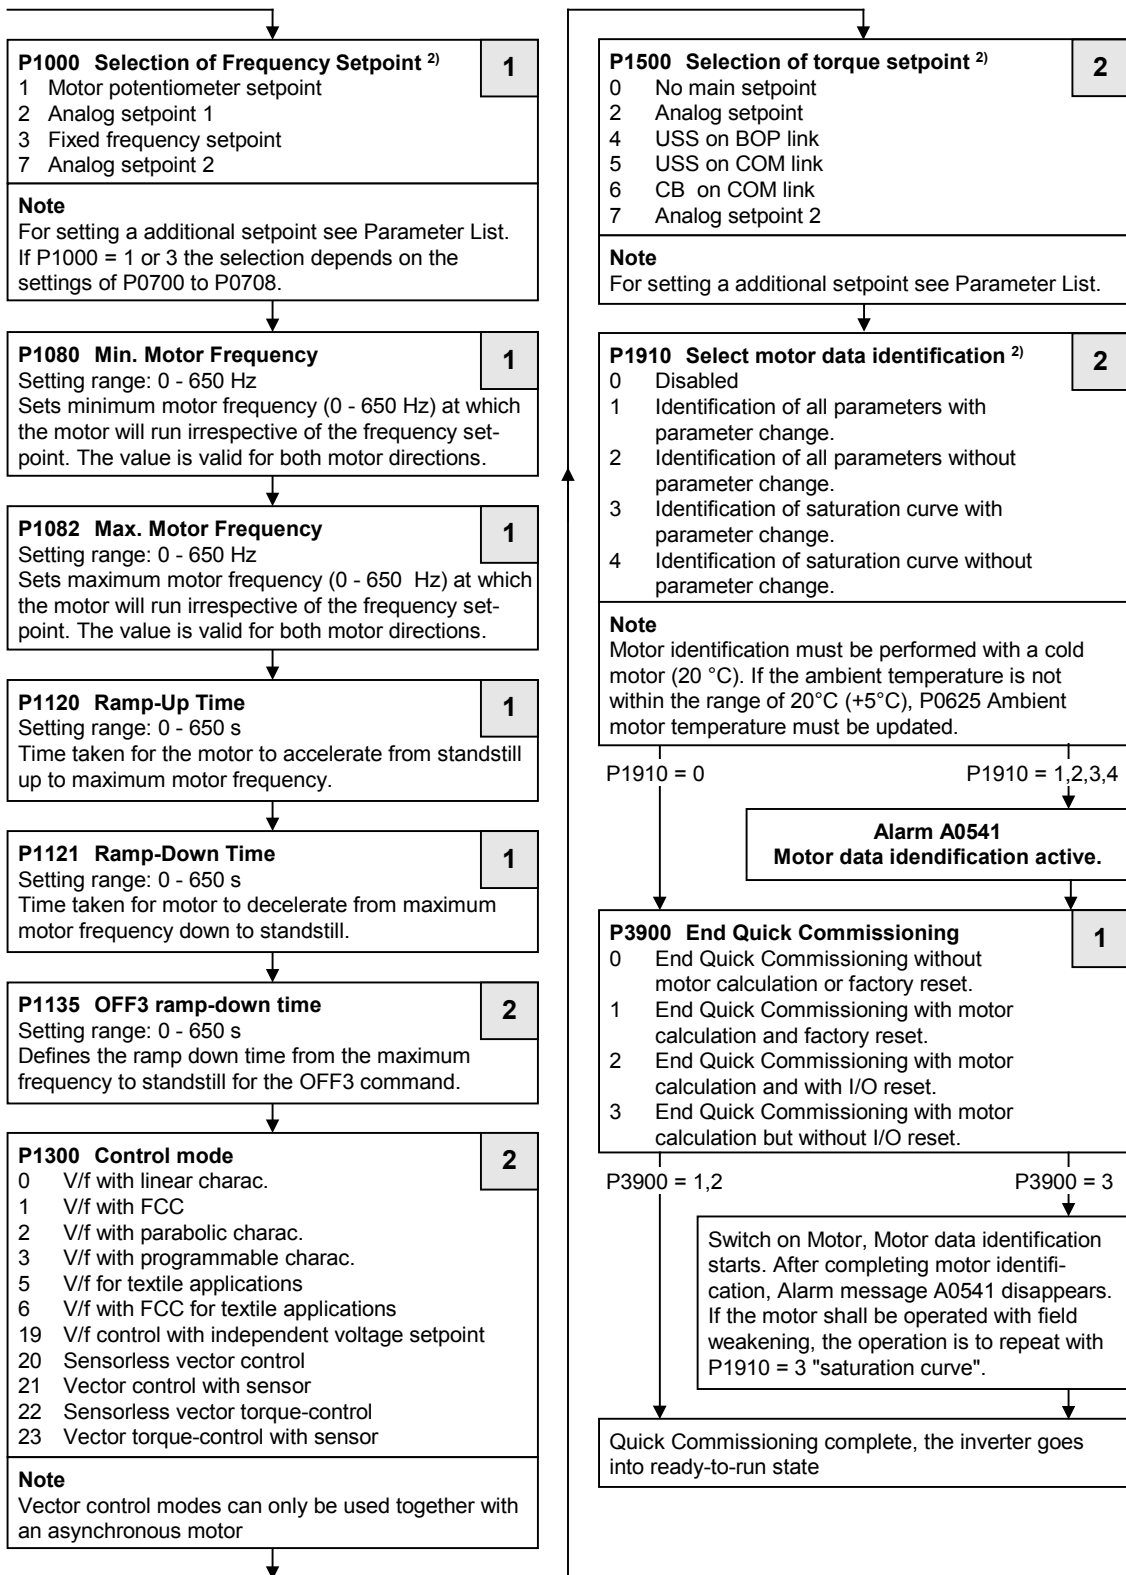 P1000 Selection of Frequency Setpoint 2)
1
1 Motor potentiometer setpoint
2 Analog setpoint 1
3 Fixed frequency setpoint
7 Analog setpoint 2
Note
For setting a additional setpoint see Parameter List.
If P1000 = 1 or 3 the selection depends on the
settings of P0700 to P0708.
P1080 Min. Motor Frequency
1
Setting range: 0 - 650 Hz
Sets minimum motor frequency (0 - 650 Hz) at which
the motor will run irrespective of the frequency set-
point. The value is valid for both motor directions.
P1082 Max. Motor Frequency
1
Setting range: 0 - 650 Hz
Sets maximum motor frequency (0 - 650 Hz) at which
the motor will run irrespective of the frequency set-
point. The value is valid for both motor directions.
P1120 Ramp-Up Time
1
Setting range: 0 - 650 s
Time taken for the motor to accelerate from standstill
up to maximum motor frequency.
P1121 Ramp-Down Time
1
Setting range: 0 - 650 s
Time taken for motor to decelerate from maximum
motor frequency down to standstill.
P1135 OFF3 ramp-down time
2
Setting range: 0 - 650 s
Defines the ramp down time from the maximum
frequency to standstill for the OFF3 command.
P1300 Control mode
2
0 V/f with linear charac.
1 V/f with FCC
2 V/f with parabolic charac.
3 V/f with programmable charac.
5 V/f for textile applications
6 V/f with FCC for textile applications
19 V/f control with independent voltage setpoint
20 Sensorless vector control
21 Vector control with sensor
22 Sensorless vector torque-control
23 Vector torque-control with sensor
Note
Vector control modes can only be used together with
an asynchronous motor
P1500 Selection of torque setpoint 2)
2
0 No main setpoint
2 Analog setpoint
4 USS on BOP link
5 USS on COM link
6 CB on COM link
7 Analog setpoint 2
Note
For setting a additional setpoint see Parameter List.
P1910 Select motor data identification 2)
2
0 Disabled
1 Identification of all parameters with
parameter change.
2 Identification of all parameters without
parameter change.
3 Identification of saturation curve with
parameter change.
4 Identification of saturation curve without
parameter change.
Note
Motor identification must be performed with a cold
motor (20 °C). If the ambient temperature is not
within the range of 20°C (+5°C), P0625 Ambient
motor temperature must be updated.
P1910 = 0
P1910 = 1,2,3,4
Alarm A0541
Motor data idendification active.
P3900 End Quick Commissioning
1
0 End Quick Commissioning without
motor calculation or factory reset.
1 End Quick Commissioning with motor
calculation and factory reset.
2 End Quick Commissioning with motor
calculation and with I/O reset.
3 End Quick Commissioning with motor
calculation but without I/O reset.
P3900 = 1,2
P3900 = 3
Switch on Motor, Motor data identification
starts. After completing motor identifi-
cation, Alarm message A0541 disappears.
If the motor shall be operated with field
weakening, the operation is to repeat with
P1910 = 3 "saturation curve".
Quick Commissioning complete, the inverter goes
into ready-to-run state